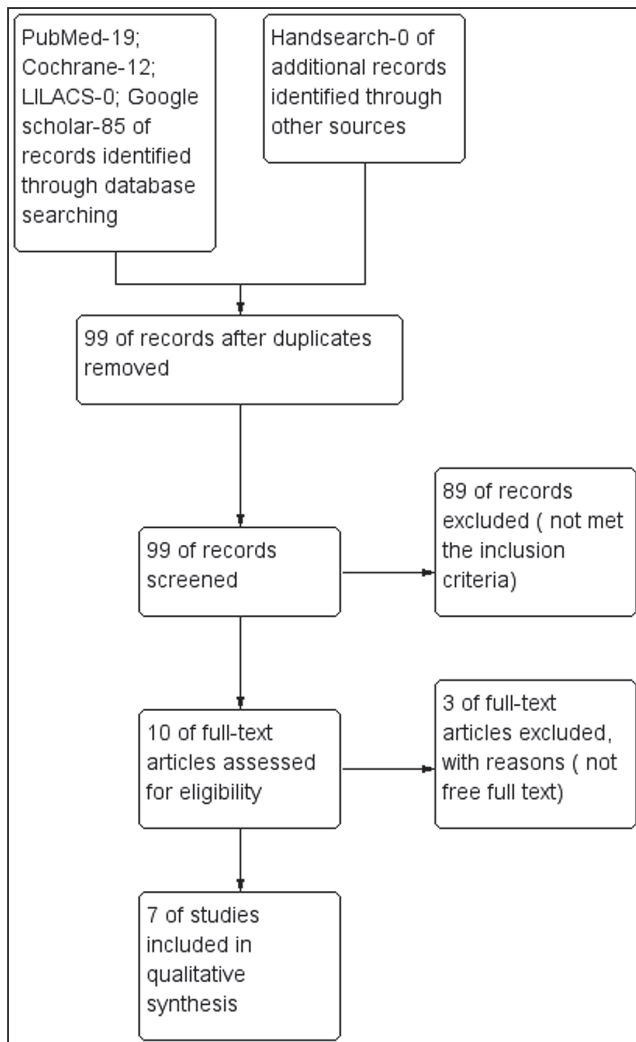 PubMed-19;
Cochrane-12;
LILACS-0; Google
scholar-85 of
records identified
through database
searching
Handsearch-0 of
additional records
identified through
other sources
99 of records after duplicates
removed
99 of records
screened
89 of records
excluded ( not met
the inclusion
criteria)
10 of full-text
articles assessed
for eligibility
3 of full-text
articles excluded,
with reasons ( not
free full text)
7 of studies
included in
qualitative
synthesis